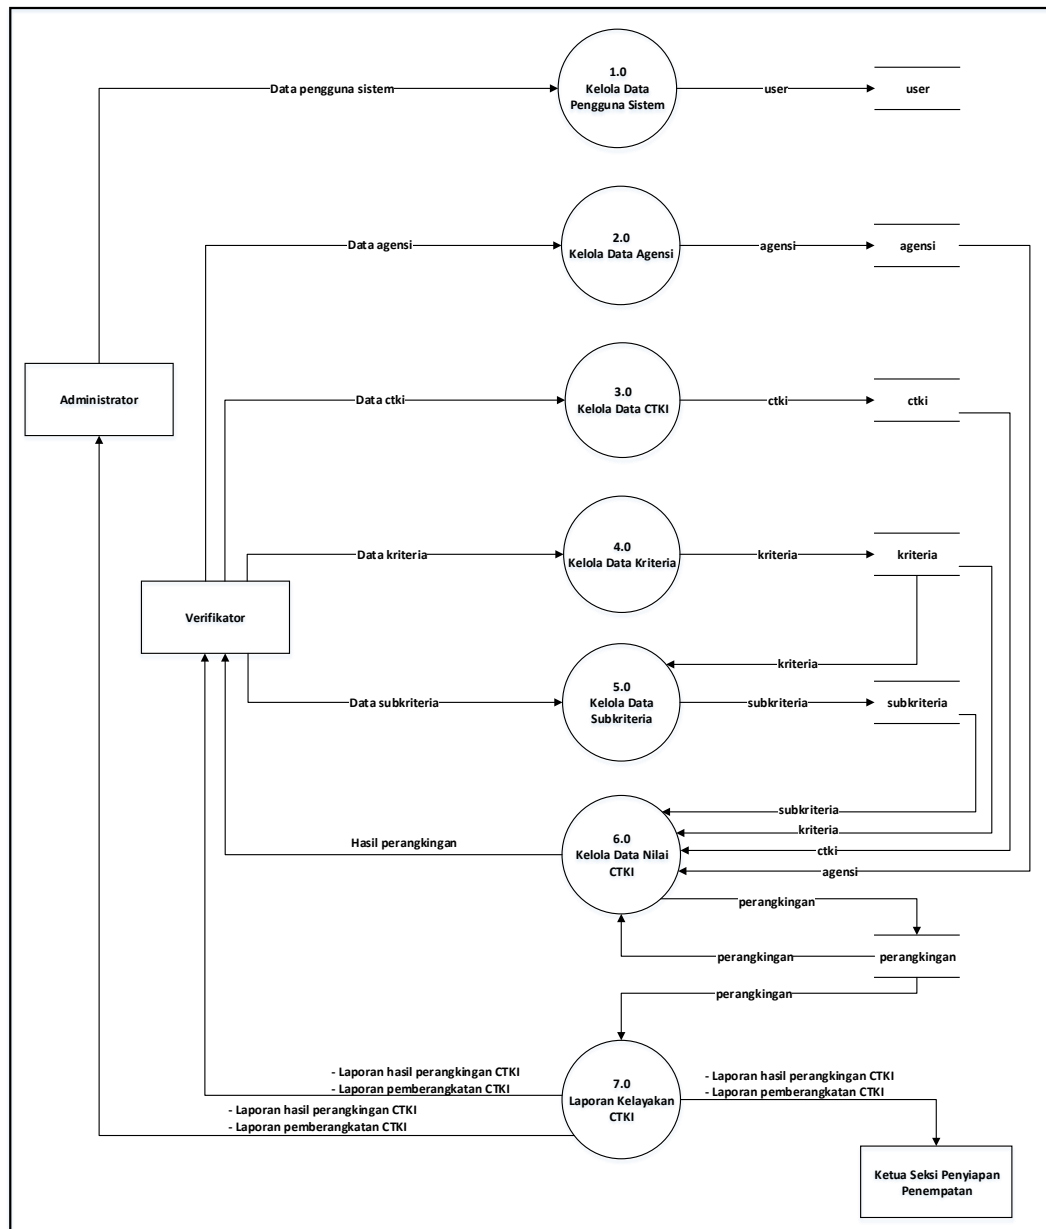 1.0
Kelola Data
Pengguna Sistem
Data pengguna sistem
user
user
2.0
Kelola Data Agensi
Data agensi
agensi
agensi
3.0
Kelola Data CTKI
Data ctki
ctki
ctki
Administrator
4.0
Kelola Data Kriteria
Data kriteria
kriteria
kriteria
Verifikator
kriteria
5.0
Kelola Data
Subkriteria
Data subkriteria
subkriteria
subkriteria
subkriteria
kriteria
ctki
agensi
Hasil perangkingan
6.0
Kelola Data Nilai
CTKI
perangkingan
perangkingan
perangkingan
perangkingan
- Laporan hasil perangkingan CTKI
- Laporan pemberangkatan CTKI
- Laporan hasil perangkingan CTKI
- Laporan pemberangkatan CTKI
7.0
Laporan Kelayakan
CTKI
- Laporan hasil perangkingan CTKI
- Laporan pemberangkatan CTKI
Ketua Seksi Penyiapan
Penempatan